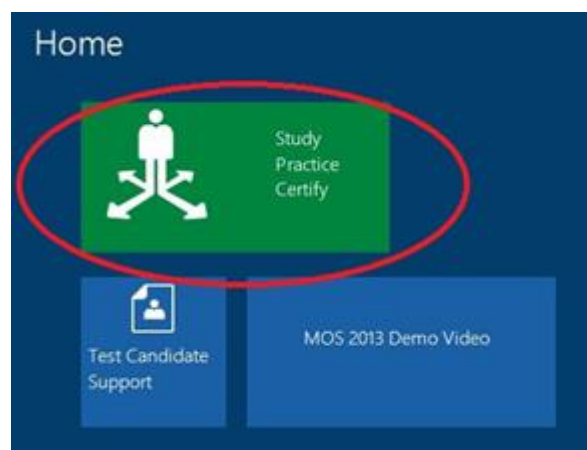 Home
Study
Practice
Certify
Test Candidate
Support
MOS 2013 Demo Video